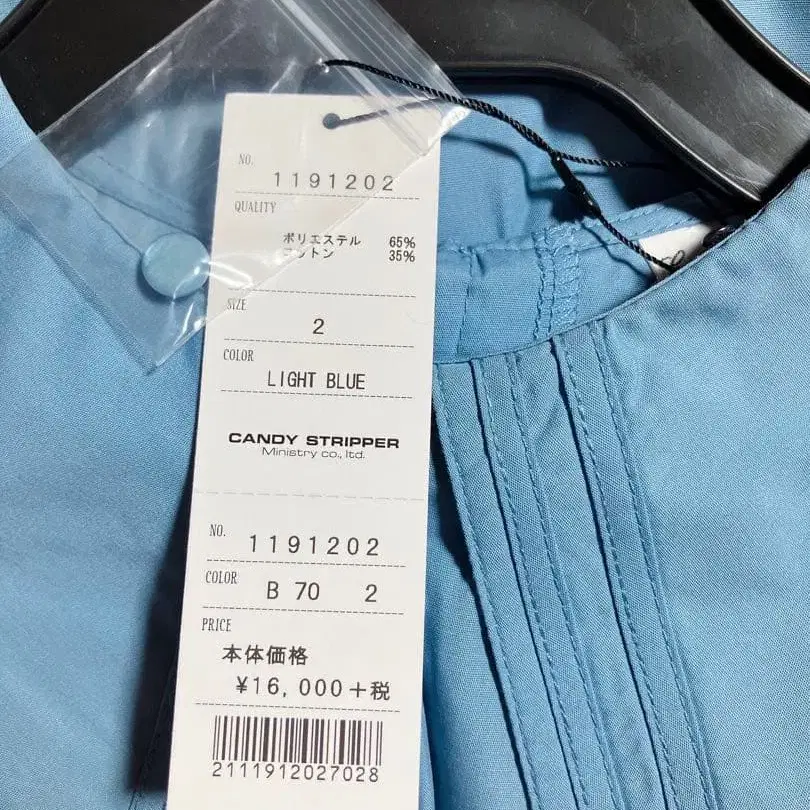 NO.
1191202
QUALITY
ポリエステル 65%
コットン 35%
SIZE
2
COLOR
LIGHT BLUE
CANDY STRIPPER
Ministry co., ltd.
NO.
1191202
COLOR
B 70 2
PRICE
本体価格
¥16,000+税
2111912027028